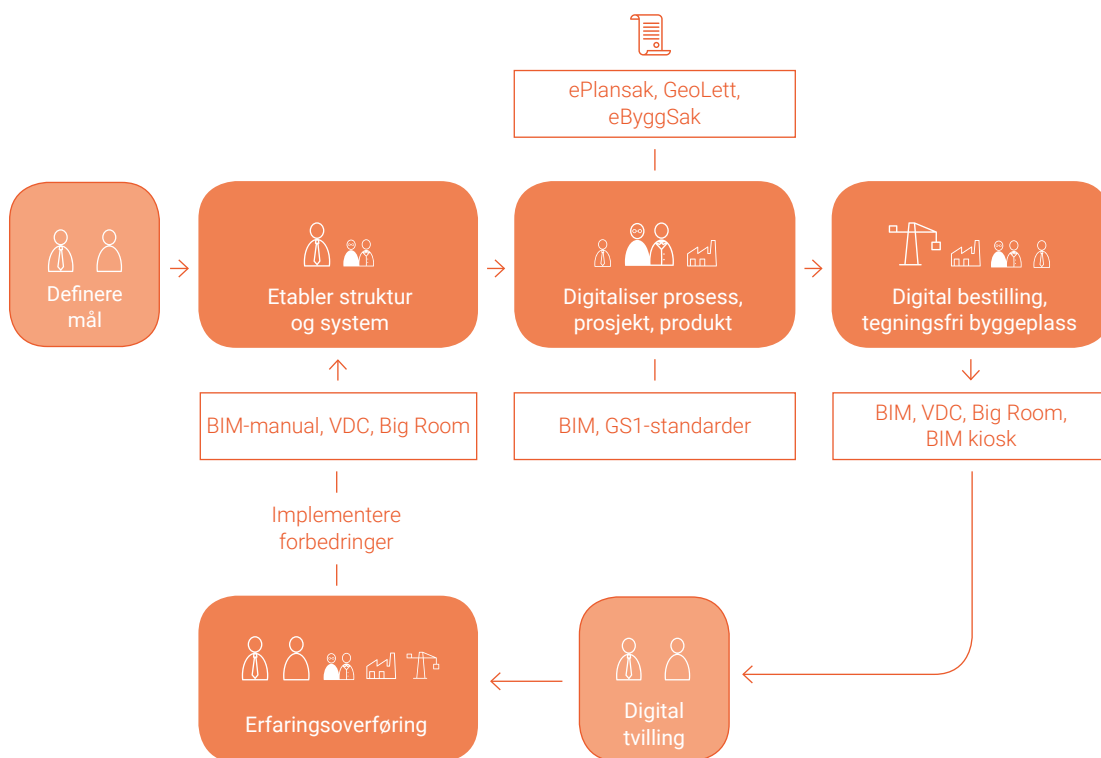 ePlansak, GeoLett,
eByggSak
Definere
mål
Etabler struktur
og system
Digitaliser prosess,
prosjekt, produkt
Digital bestilling,
tegningsfri byggeplass
BIM-manual, VDC, Big Room
BIM, GS1-standarder
BIM, VDC, Big Room,
BIM kiosk
Implementere
forbedringer
Erfaringsoverføring
Digital
tvilling